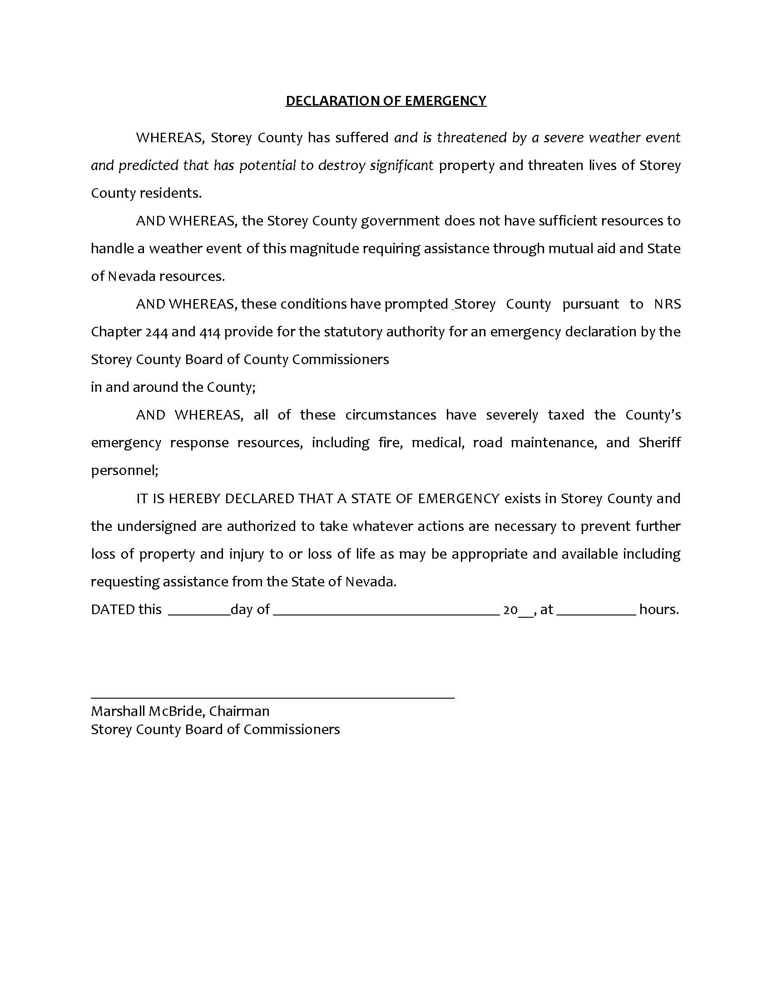 DECLARATION OF EMERGENCY
WHEREAS, Storey County has suffered and is threatened by a severe weather event
and predicted that has potential to destroy significant property and threaten lives of Storey
County residents.
AND WHEREAS, the Storey County government does not have sufficient resources to
handle a weather event of this magnitude requiring assistance through mutual aid and State
of Nevada resources.
AND WHEREAS, these conditions have prompted _Storey County pursuant to NRS
Chapter 244 and 414 provide for the statutory authority for an emergency declaration by the
Storey County Board of County Commissioners
in and around the County;
AND WHEREAS, all of these circumstances have severely taxed the County’s
emergency response resources, including fire, medical, road maintenance, and Sheriff
personnel;
IT IS HEREBY DECLARED THAT A STATE OF EMERGENCY exists in Storey County and
the undersigned are authorized to take whatever actions are necessary to prevent further
loss of property and injury to or loss of life as may be appropriate and available including
requesting assistance from the State of Nevada.
DATED this ________day of ______________________________ 20__, at __________ hours.
Marshall McBride, Chairman
Storey County Board of Commissioners